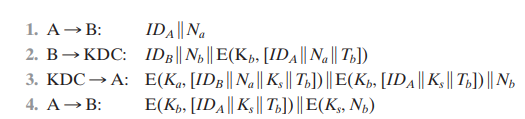 1. A → B: ID_A || N_a
2. B → KDC: ID_B || N_b || E(K_b, [ID_A || N_a || T_b])
3. KDC → A: E(K_a, [ID_B || N_a || K_s || T_b]) || E(K_b, [ID_A || K_s || T_b]) || N_b
4. A → B: E(K_b, [ID_A || K_s || T_b]) || E(K_s, N_b)